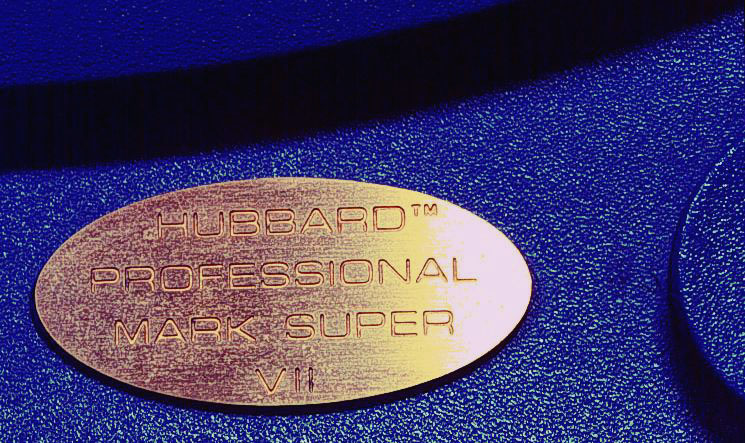 HUBBARD™
PROFESSIONAL
MARK SUPER
VII